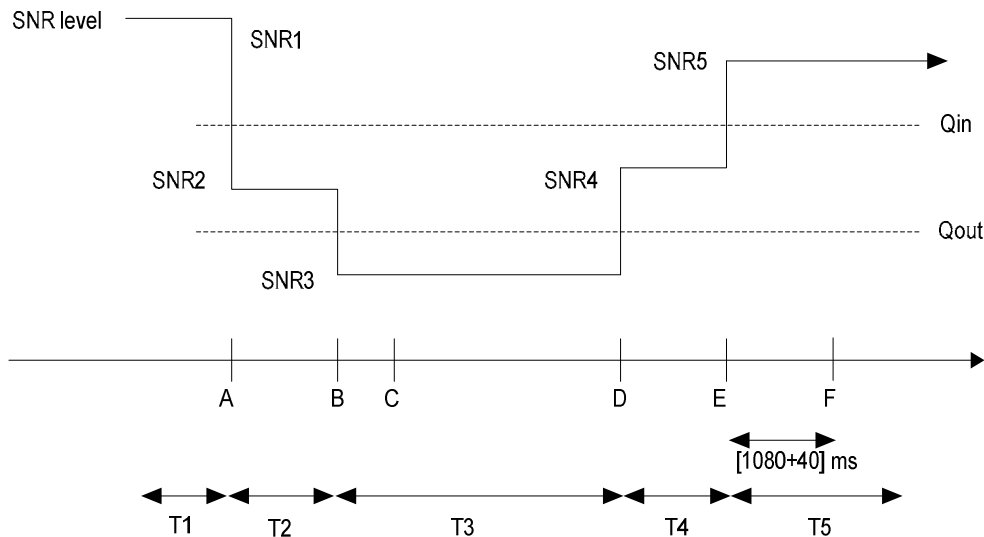 SNR level
SNR1
SNR5
Qin
SNR2
SNR4
Qout
SNR3
A
B
C
D
E
F
[1080+40] ms
T1
T2
T3
T4
T5